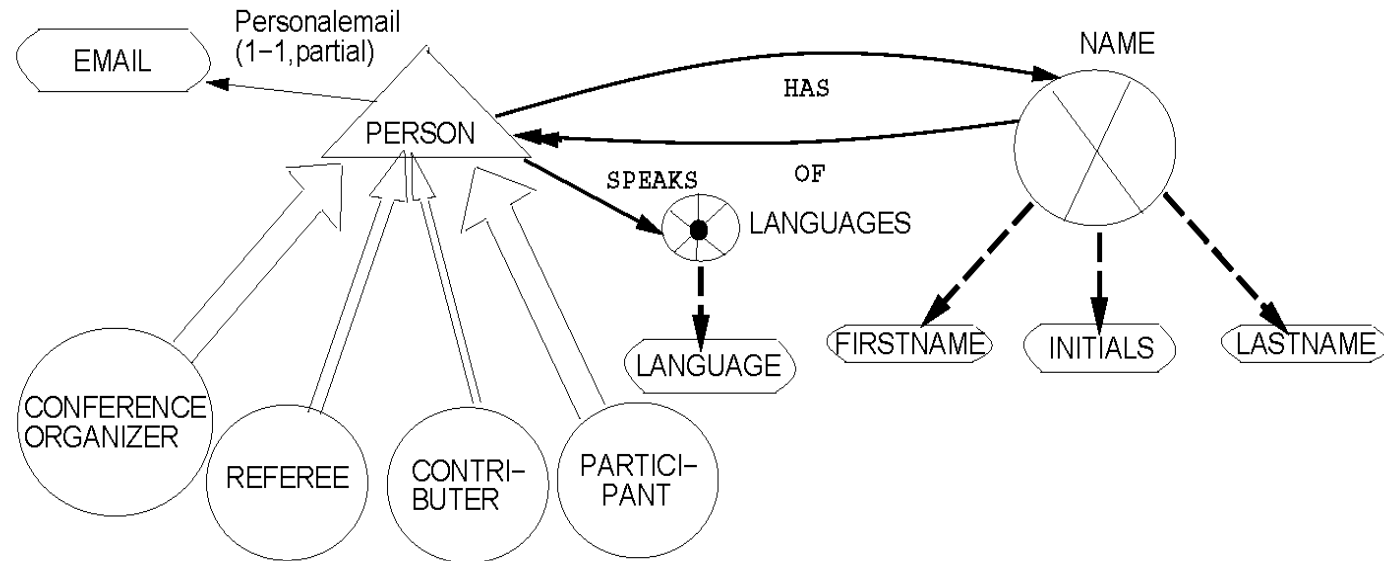 Personalemail
(1-1,partial)
EMAIL
NAME
HAS
PERSON
SPEAKS
OF
LANGUAGES
FIRSTNAME
INITIALS
LASTNAME
LANGUAGE
CONFERENCE
ORGANIZER
REFEREE
CONTRI-
BUTER
PARTICI-
PANT